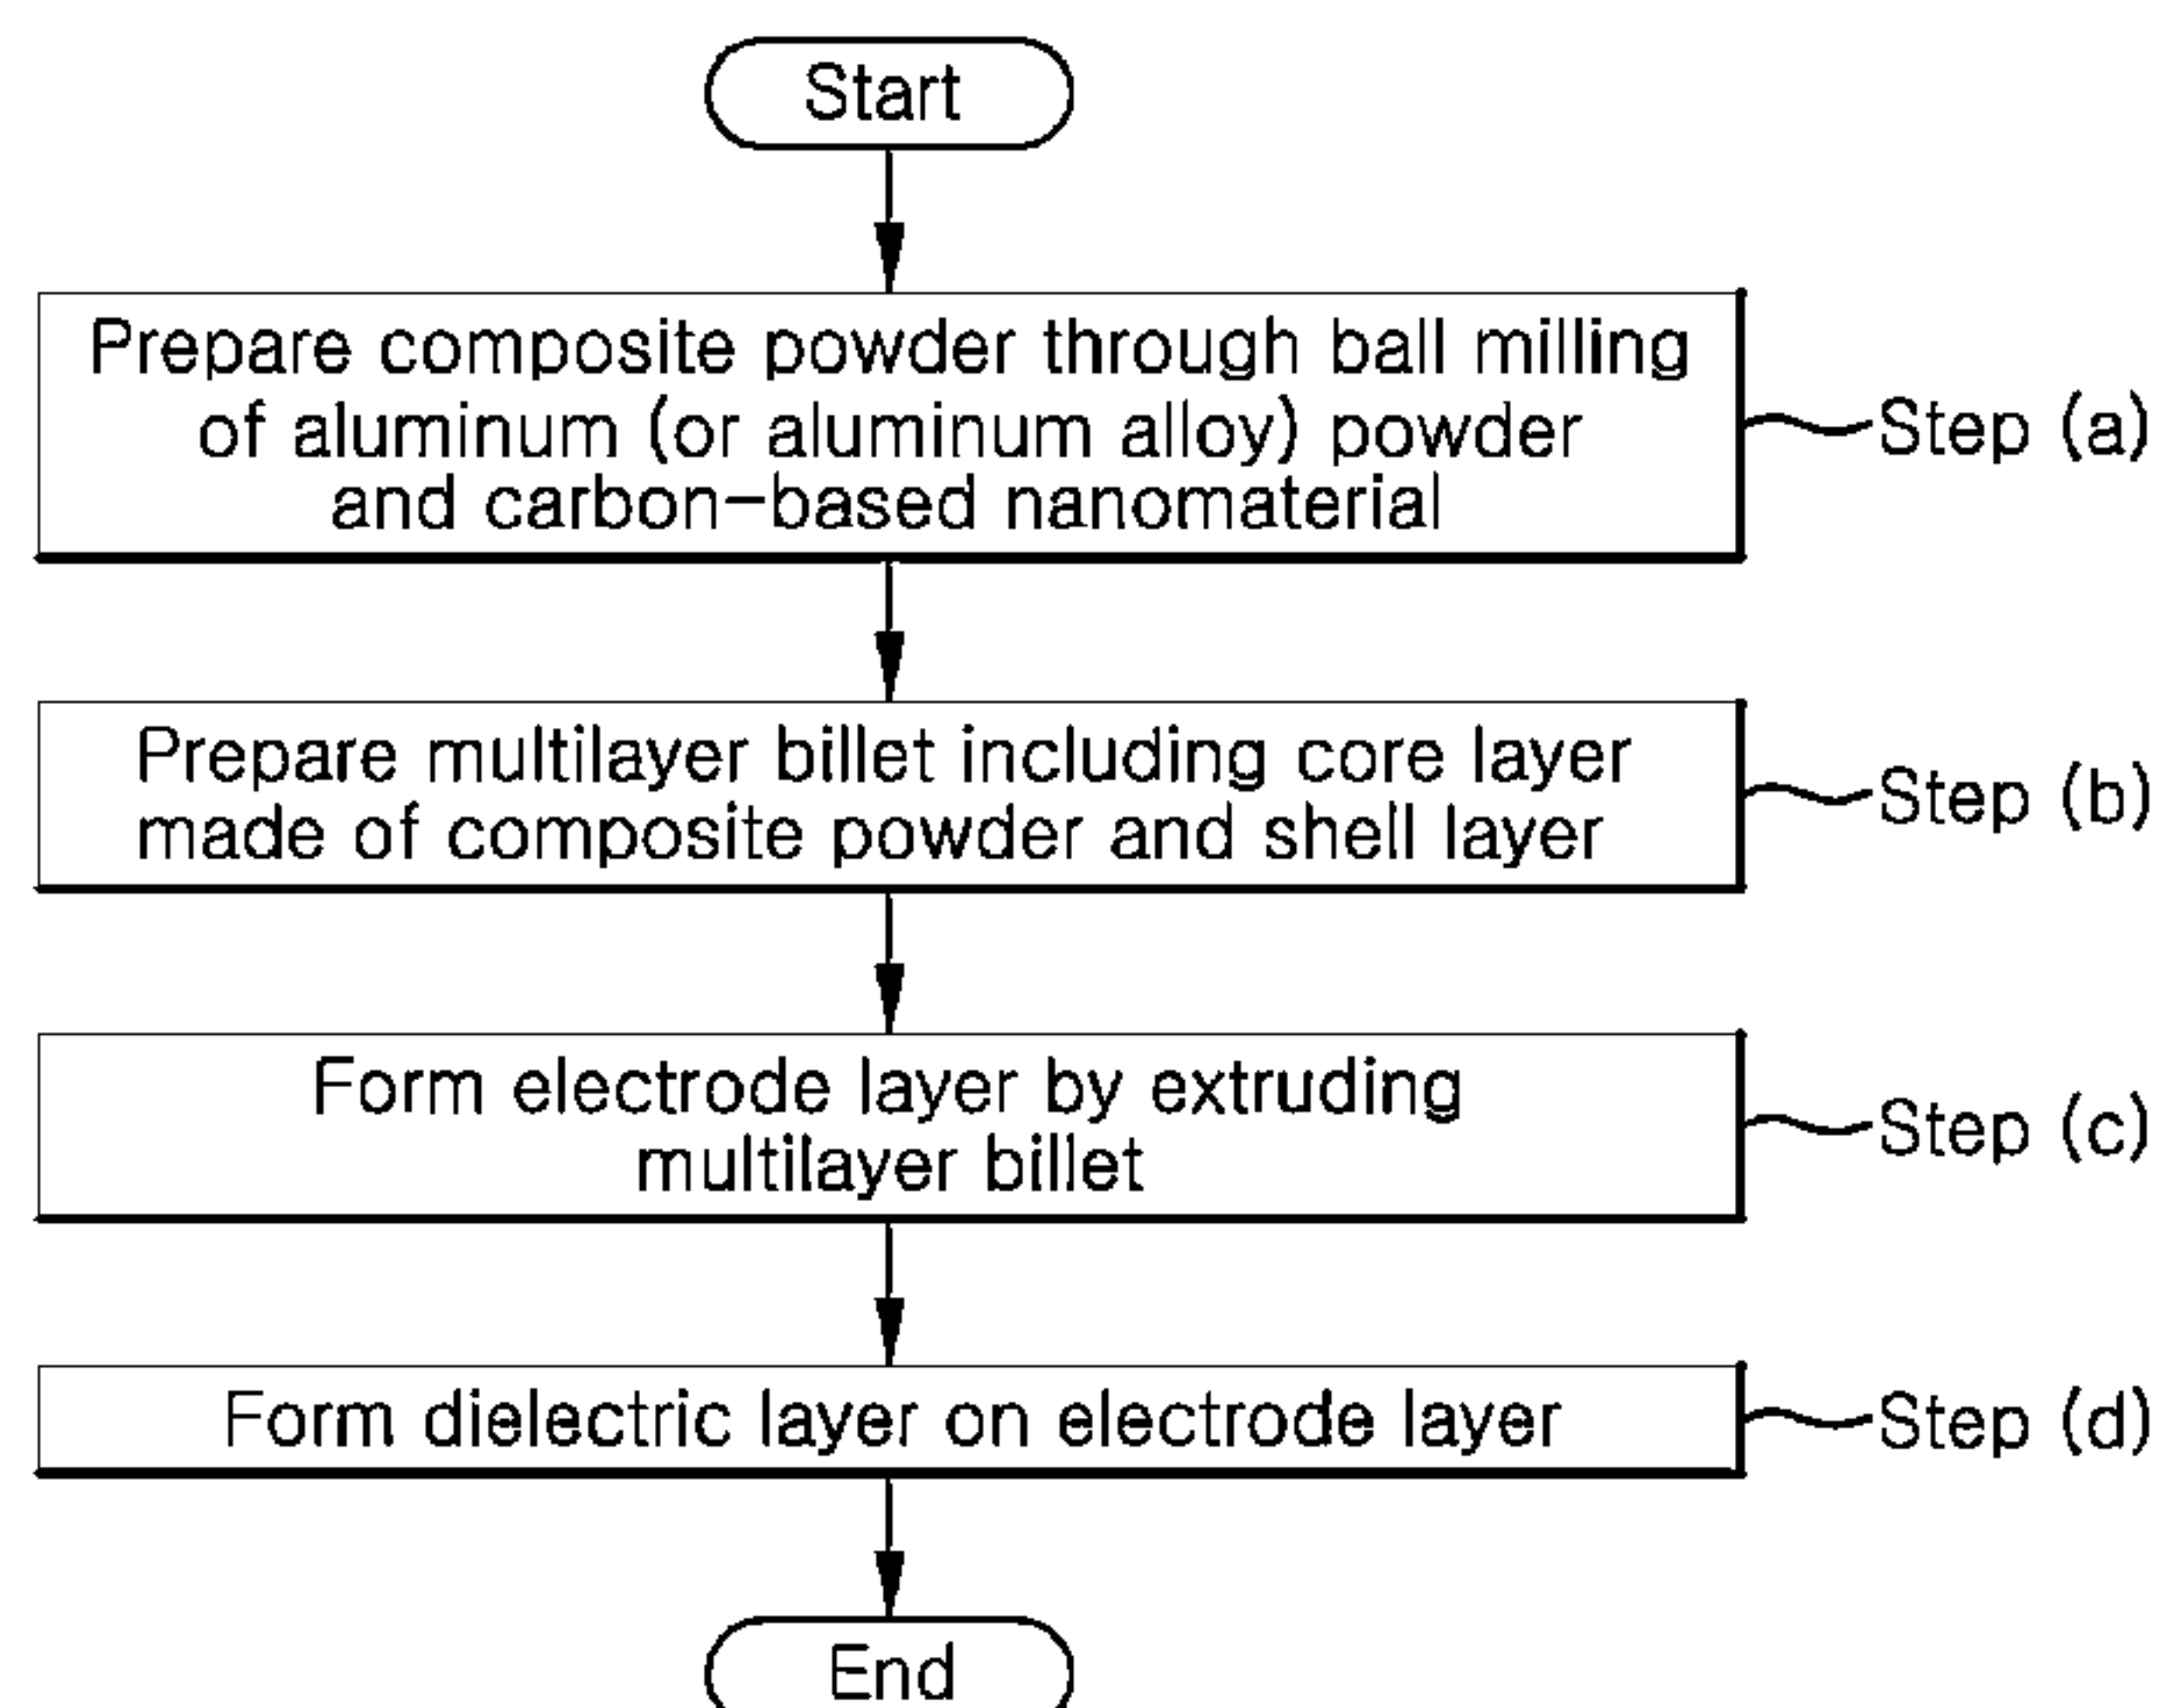 Start
Prepare composite powder through ball milling
of aluminum (or aluminum alloy) powder
and carbon-based nanomaterial
Step (a)
Prepare multilayer billet including core layer
made of composite powder and shell layer
Step (b)
Form electrode layer by extruding
multilayer billet
Step (c)
Form dielectric layer on electrode layer
Step (d)
End